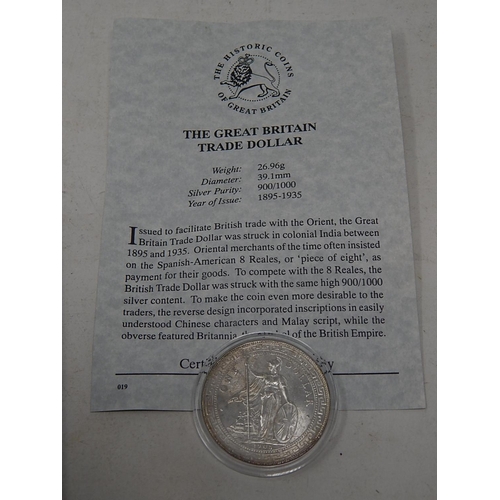 THE HISTORIC COINS
OF GREAT BRITAIN
THE GREAT BRITAIN
TRADE DOLLAR
Weight: 26.96g
Diameter: 39.1mm
Silver Purity: 900/1000
Year of Issue: 1895-1935
Issued to facilitate British trade with the Orient, the Great
Britain Trade Dollar was struck in colonial India between
1895 and 1935. Oriental merchants of the time often insisted
on the Spanish-American 8 Reales, or 'piece of eight', as
payment for their goods. To compete with the 8 Reales, the
British Trade Dollar was struck with the same high 900/1000
silver content. To make the coin even more desirable to the
traders, the reverse design incorporated inscriptions in easily
understood Chinese characters and Malay script, while the
obverse featured Britannia, the of the British Empire.
019